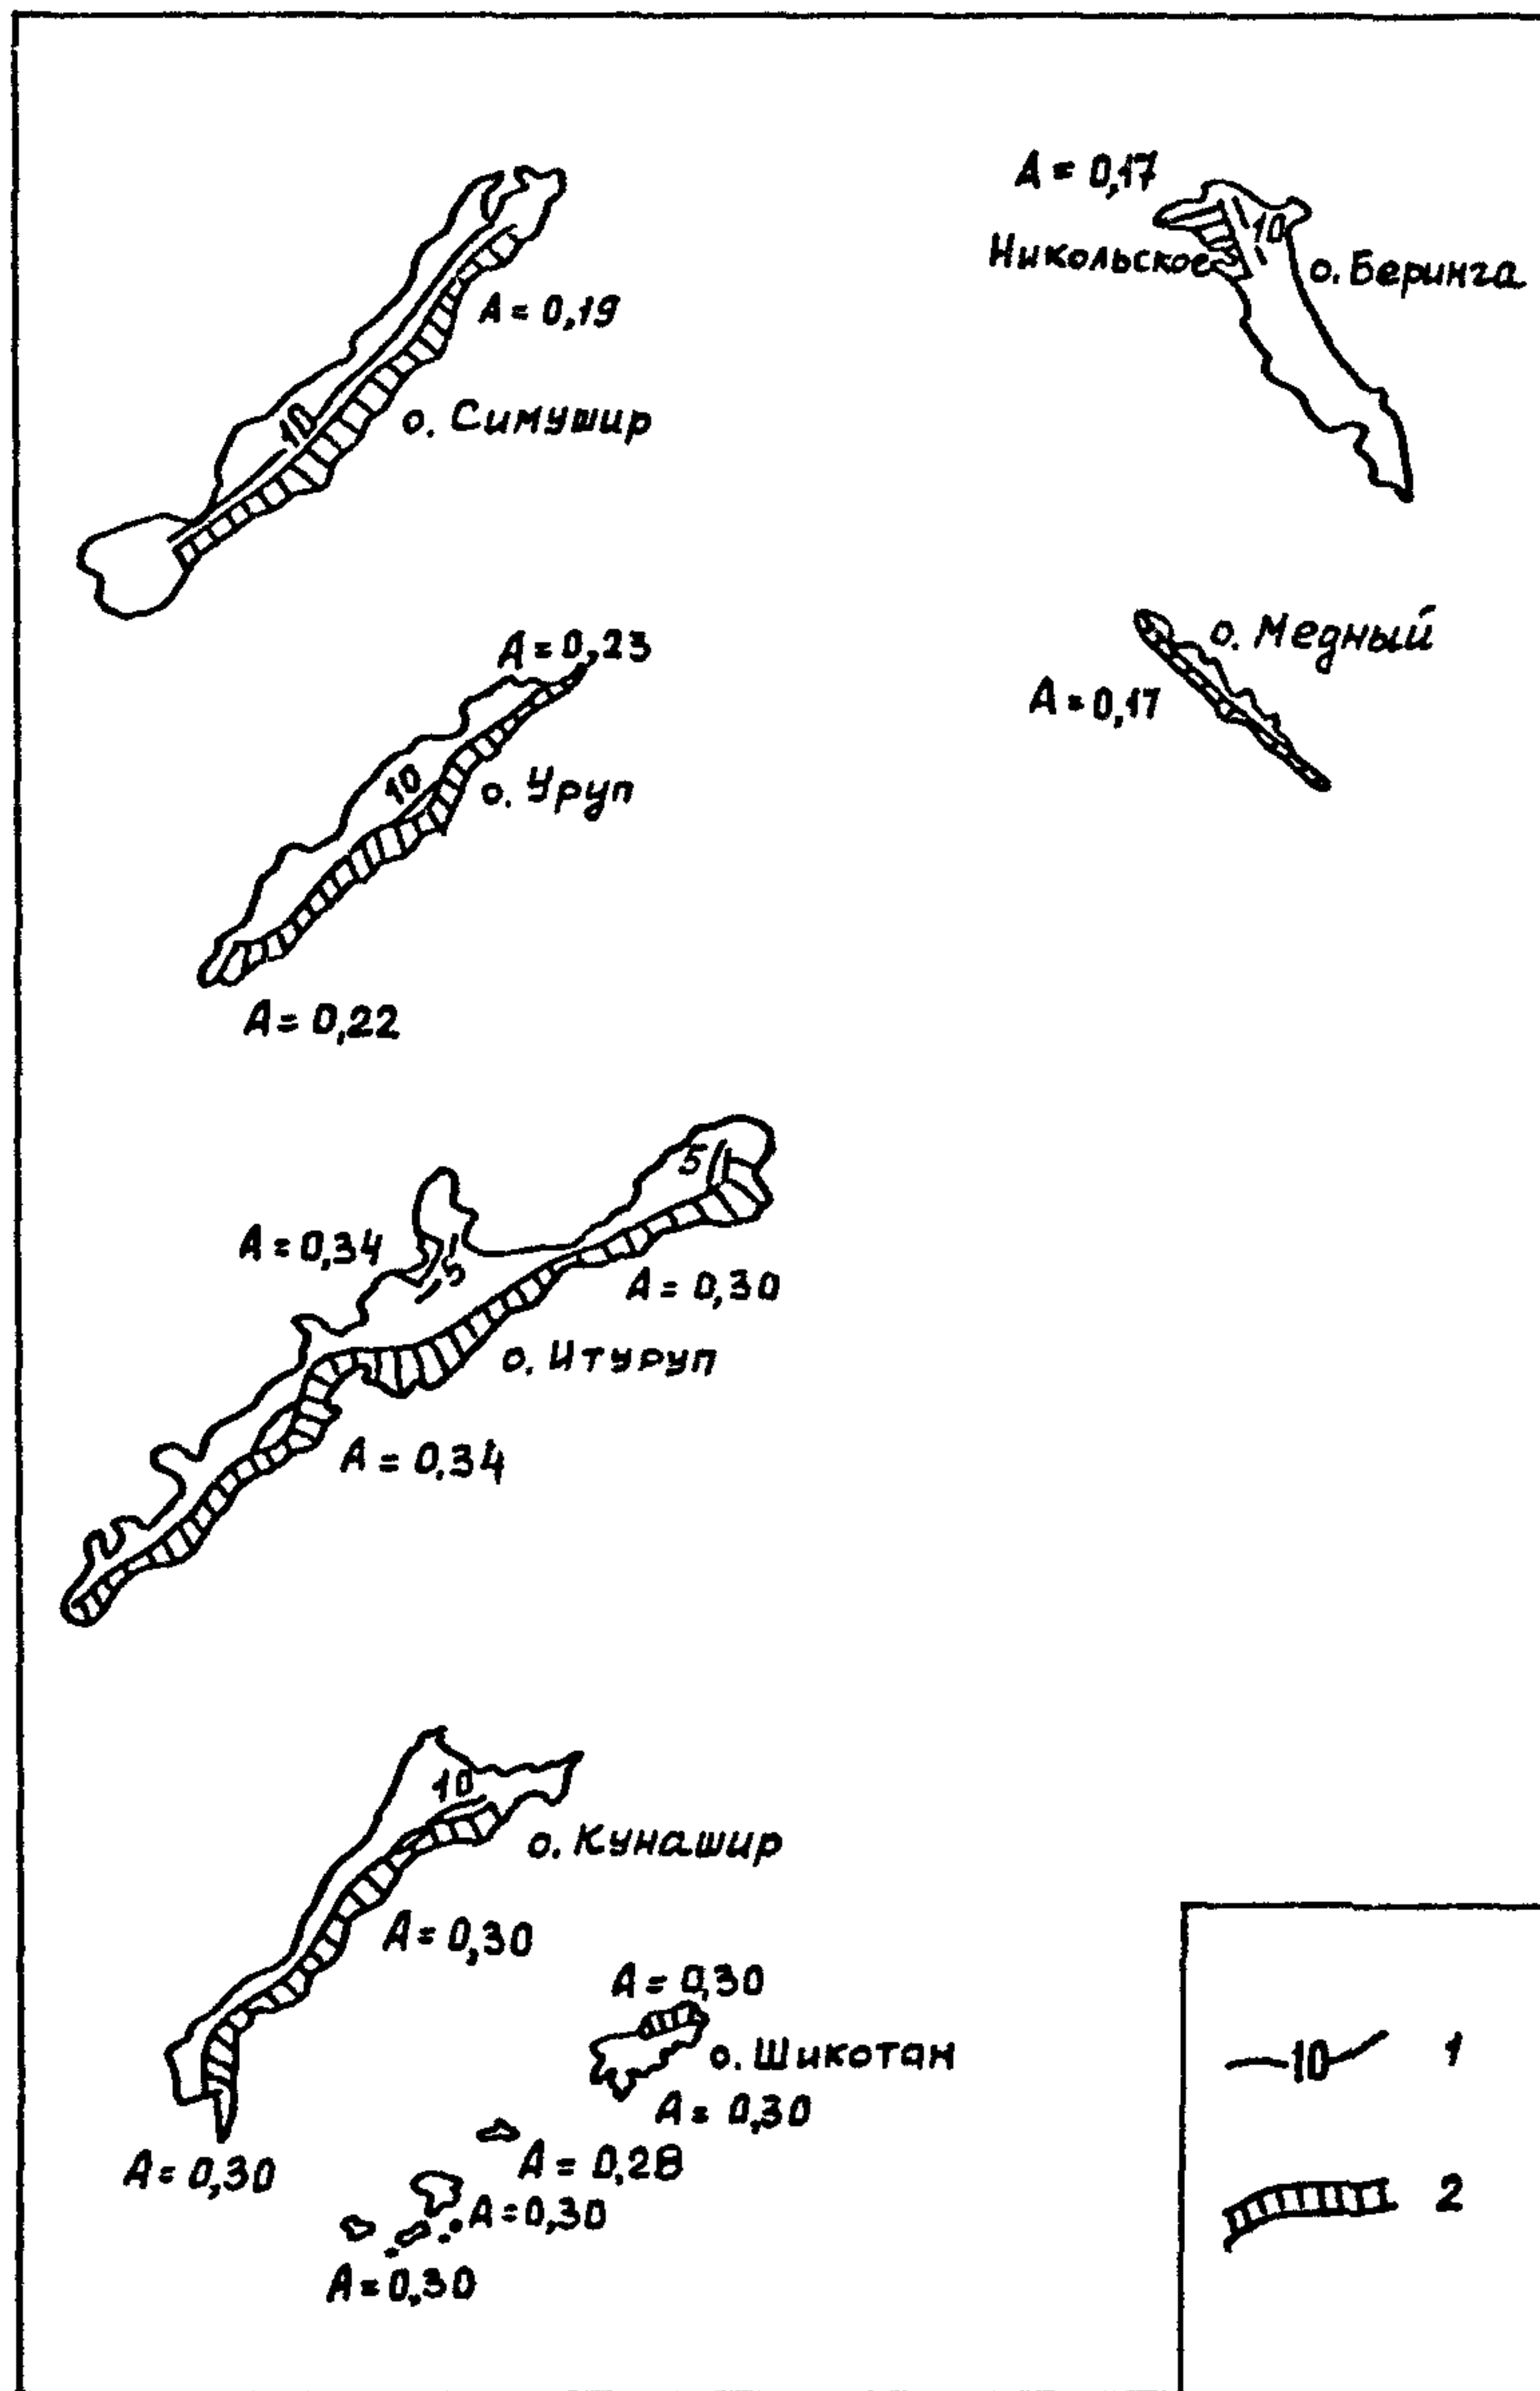 A = 0,17
10
Никольское
о. Беринга
A = 0,19
10
о. Симушир
A = 0,23
о. Медный
A = 0,17
10
о. Уруп
A = 0,22
5
A = 0,34
5
A = 0,30
о. Итуруп
A = 0,34
10
о. Кунашир
A = 0,30
A = 0,30
о. Шикотан
A = 0,30
A = 0,28
A = 0,30
A = 0,30
A = 0,30
10 1
2